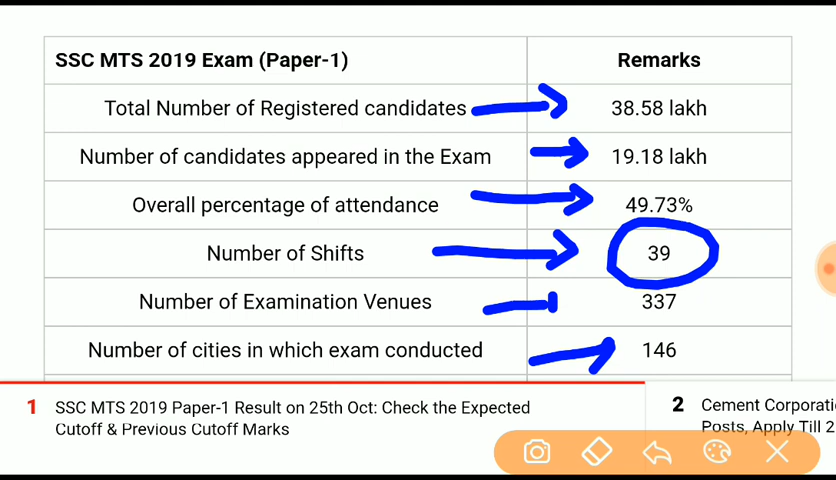 SSC MTS 2019 Exam (Paper-1) Remarks
Total Number of Registered candidates 38.58 lakh
Number of candidates appeared in the Exam 19.18 lakh
Overall percentage of attendance 49.73%
Number of Shifts 39
Number of Examination Venues 337
Number of cities in which exam conducted 146
1 SSC MTS 2019 Paper-1 Result on 25th Oct: Check the Expected
Cutoff & Previous Cutoff Marks
2 Cement
Posts, Apply Till 2